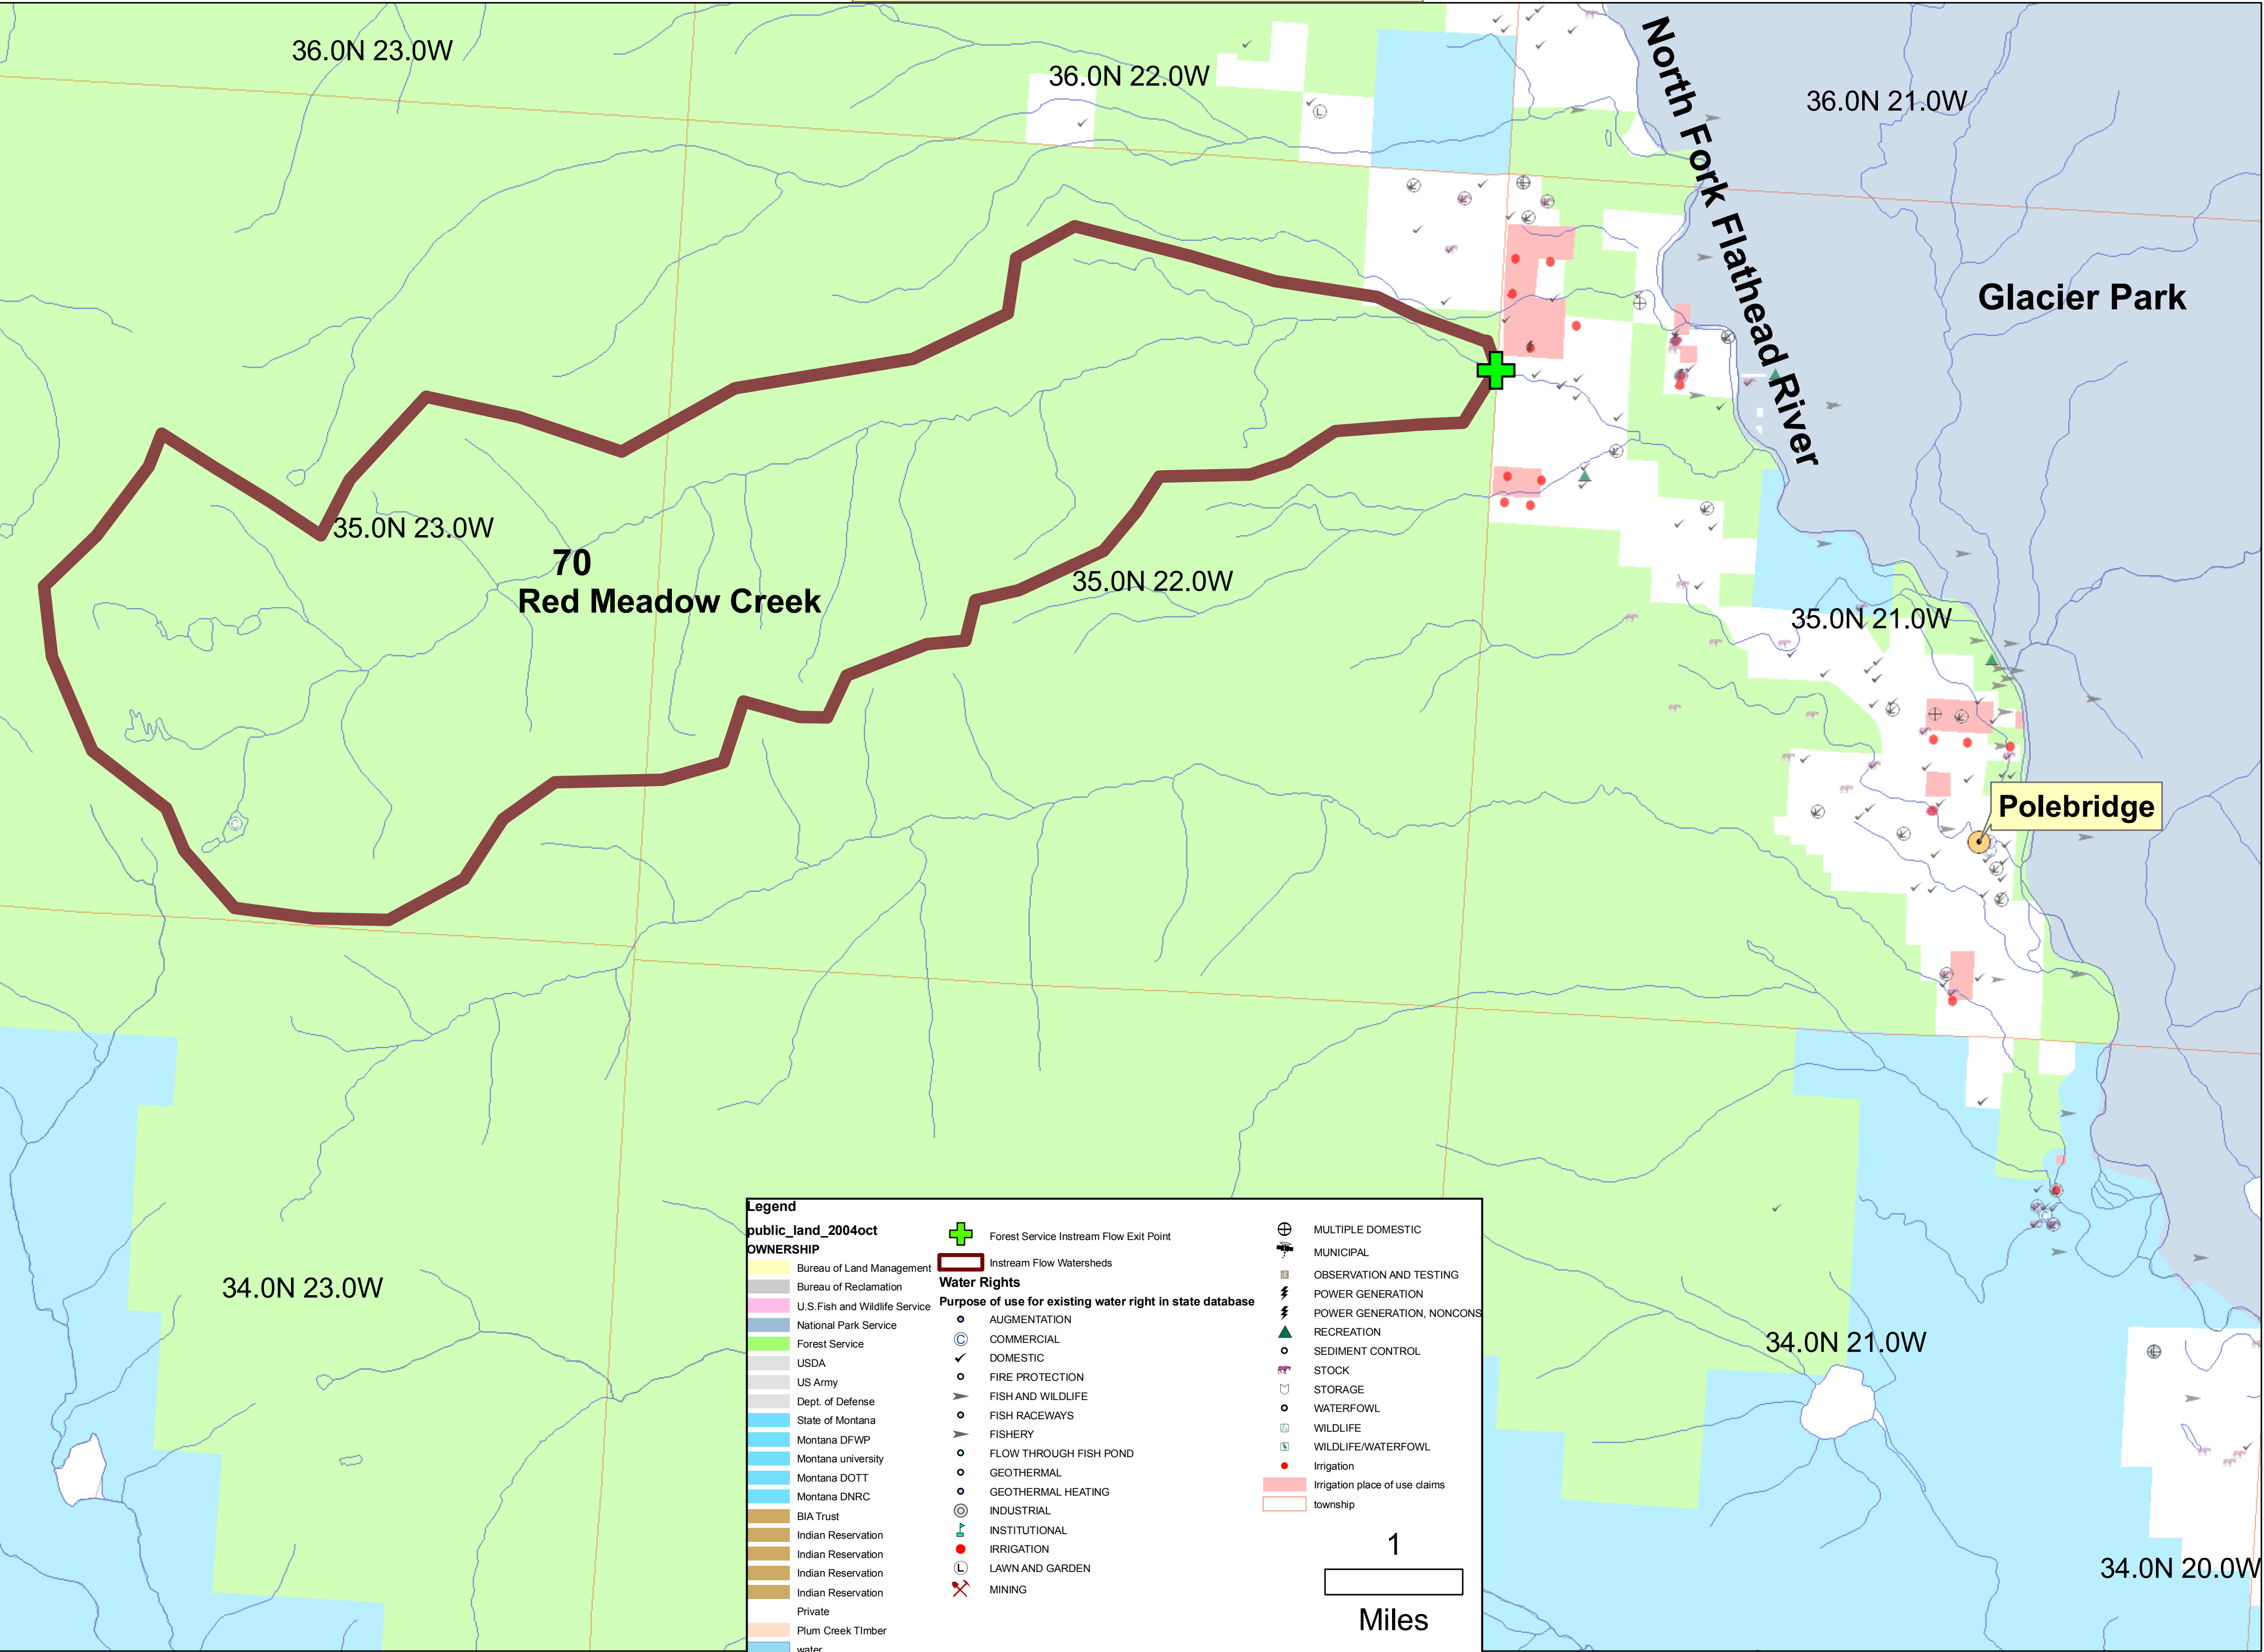 36.0N 23.0W
36.0N 22.0W
36.0N 21.0W
North Fork Flathead River
Glacier Park
35.0N 23.0W
70
Red Meadow Creek
35.0N 22.0W
35.0N 21.0W
Polebridge
34.0N 23.0W
34.0N 21.0W
34.0N 20.0W
Legend
public_land_2004oct
OWNERSHIP
Bureau of Land Management
Bureau of Reclamation
U.S.Fish and Wildlife Service
National Park Service
Forest Service
USDA
US Army
Dept. of Defense
State of Montana
Montana DFWP
Montana university
Montana DOTT
Montana DNRC
BIA Trust
Indian Reservation
Indian Reservation
Indian Reservation
Indian Reservation
Private
Plum Creek TImber
water
Forest Service Instream Flow Exit Point
Instream Flow Watersheds
Water Rights
Purpose of use for existing water right in state database
AUGMENTATION
C COMMERCIAL
DOMESTIC
FIRE PROTECTION
FISH AND WILDLIFE
FISH RACEWAYS
FISHERY
FLOW THROUGH FISH POND
GEOTHERMAL
GEOTHERMAL HEATING
INDUSTRIAL
INSTITUTIONAL
IRRIGATION
L LAWN AND GARDEN
MINING
MULTIPLE DOMESTIC
MUNICIPAL
OBSERVATION AND TESTING
POWER GENERATION
POWER GENERATION, NONCONS
RECREATION
SEDIMENT CONTROL
STOCK
STORAGE
WATERFOWL
WILDLIFE
WILDLIFE/WATERFOWL
Irrigation
Irrigation place of use claims
township
1
Miles